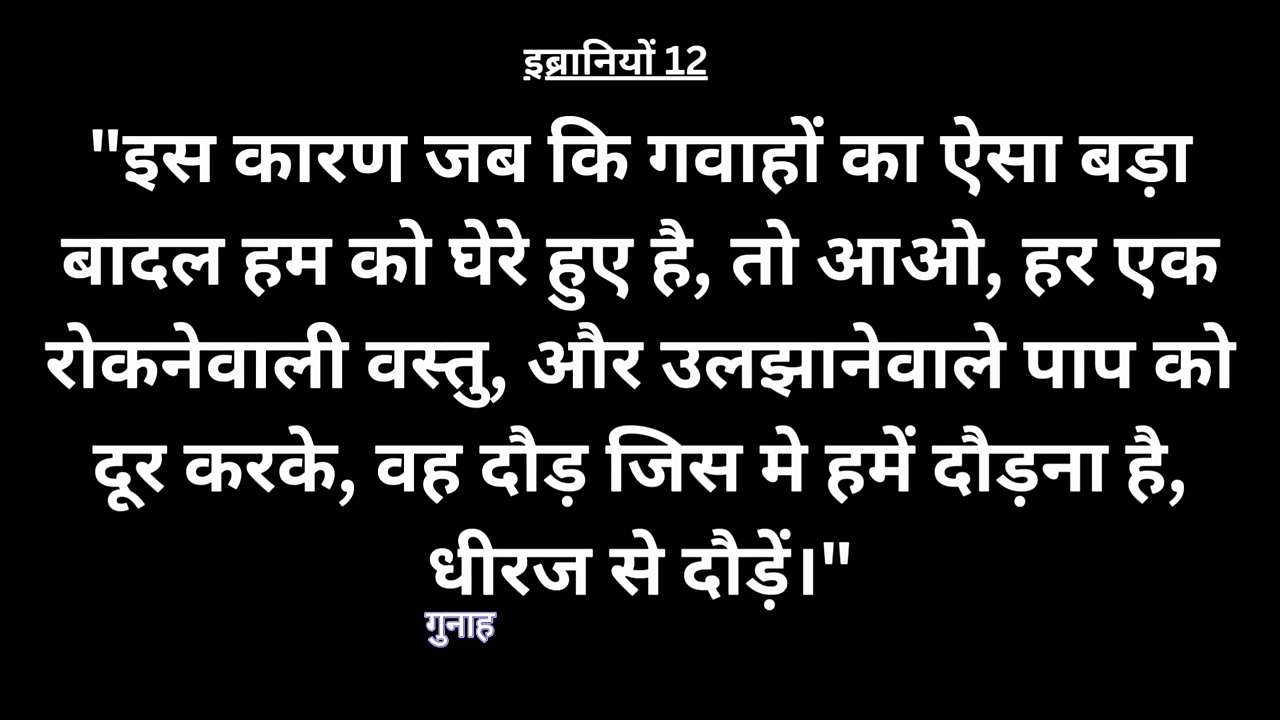 इब्रानियों 12
"इस कारण जब कि गवाहों का ऐसा बड़ा
बादल हम को घेरे हुए है, तो आओ, हर एक
रोकनेवाली वस्तु, और उलझानेवाले पाप को
दूर करके, वह दौड़ जिस मे हमें दौड़ना है,
धीरज से दौड़ें।"
गुनाह